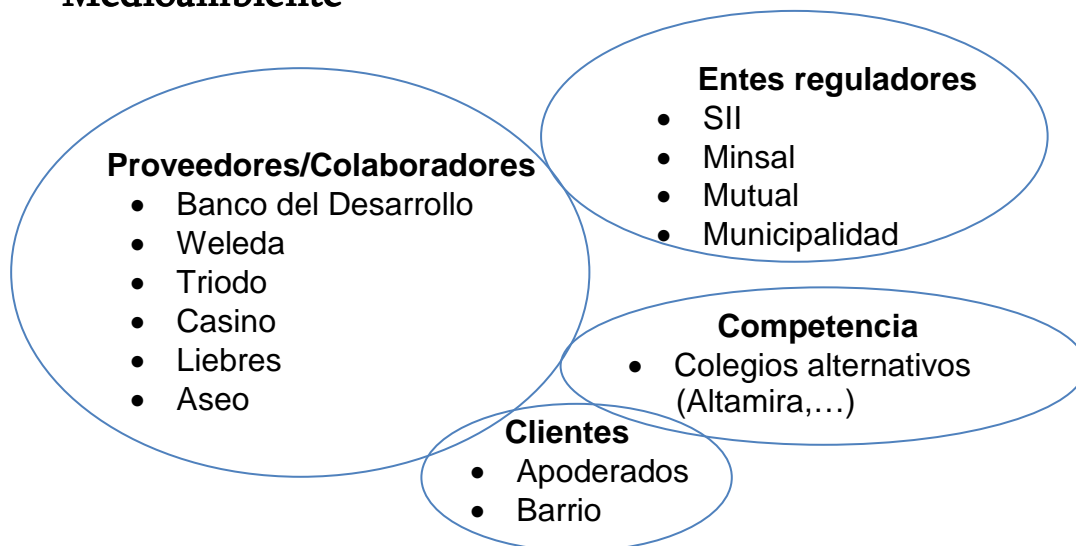 Medioambiente
Proveedores/Colaboradores
• Banco del Desarrollo
• Weleda
• Triodo
• Casino
• Liebres
• Aseo
Entes reguladores
• SII
• Minsal
• Mutual
• Municipalidad
Competencia
• Colegios alternativos
(Altamira,…)
Clientes
• Apoderados
• Barrio